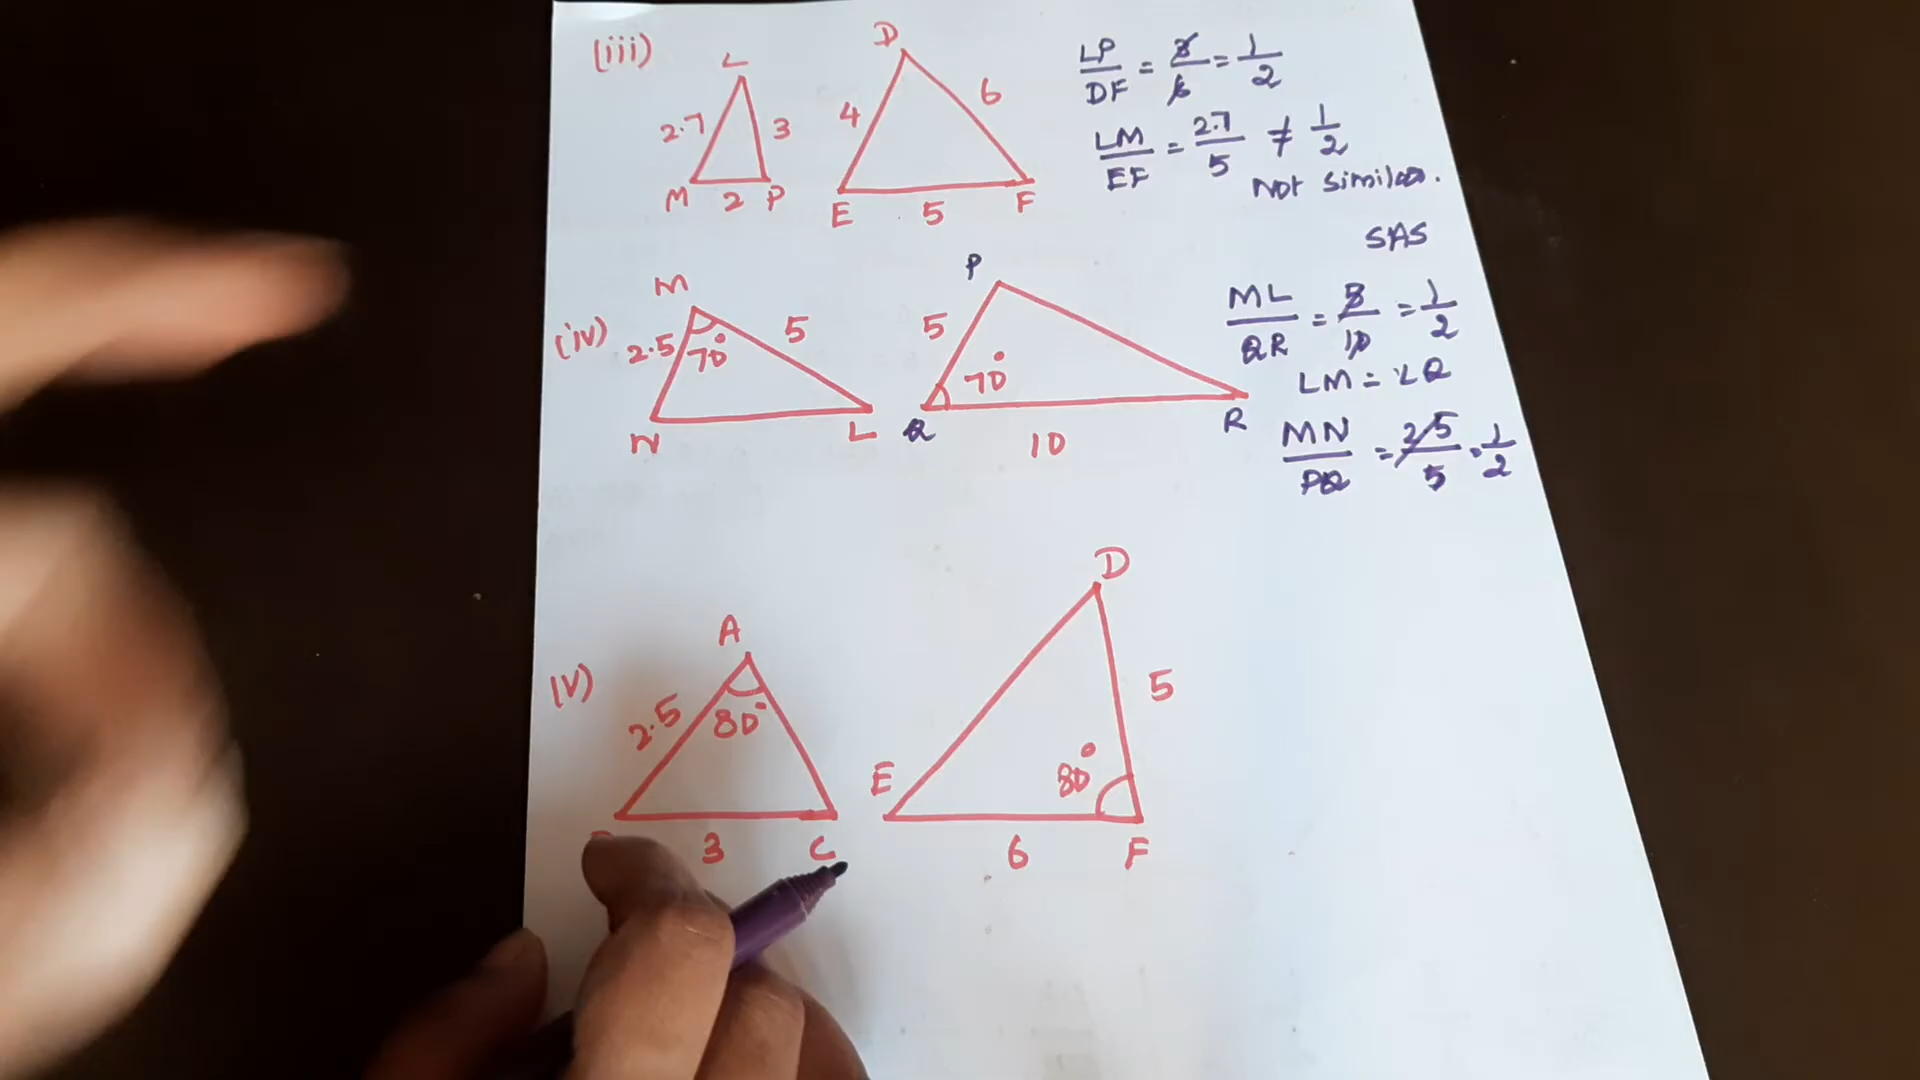 (iii)
L
2.7
3
M 2 P
D
4
6
E 5 F
LP/DF = 3/6 = 1/2
LM/EF = 2.7/5 ≠ 1/2
Not Similar.
SAS
(iv)
M
2.5
70°
5
N L
P
5
70°
Q 10 R
ML/QR = 5/10 = 1/2
∠M = ∠Q
MN/PQ = 2.5/5 = 1/2
(v)
A
2.5
80°
3 C
D
5
E
80°
6 F